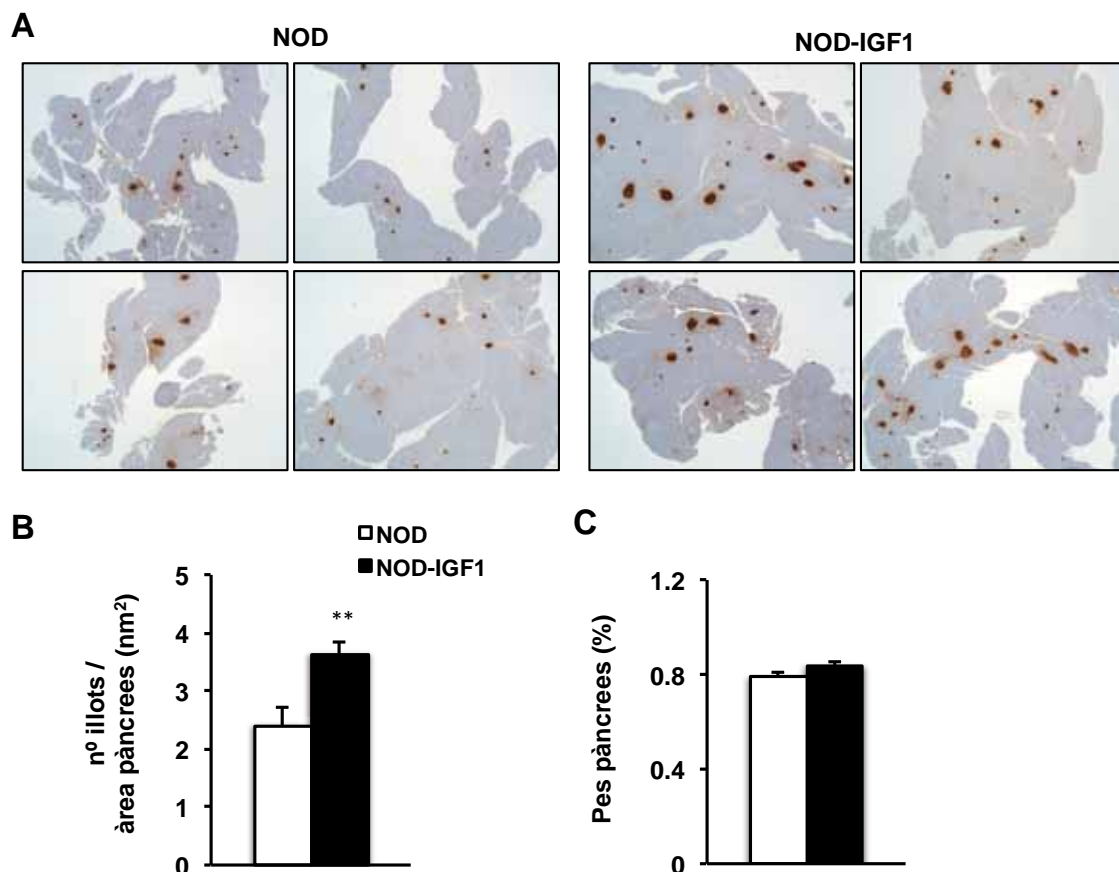 A
NOD
NOD-IGF1
B
NOD
NOD-IGF1
nº illots /
àrea pàncrees (nm²)
5
4
3
2
1
0
**
C
Pes pàncrees (%)
1.2
0.8
0.4
0